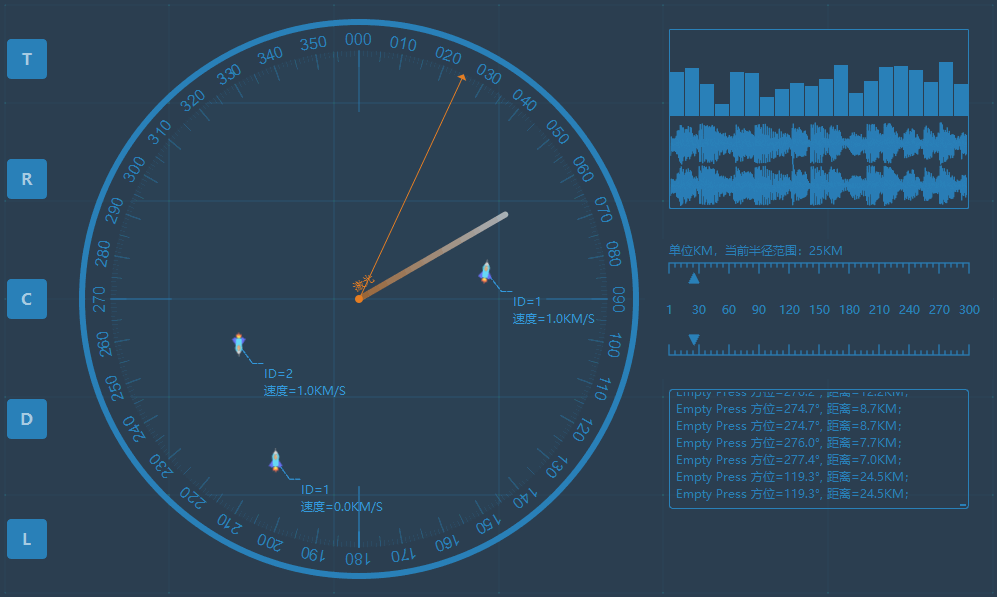 T
R
C
D
L
000
010
020
030
040
050
060
070
080
090
100
110
120
130
140
150
160
170
180
190
200
210
220
230
240
250
260
270
280
290
300
310
320
330
340
350
激光
ID=1
速度=1.0KM/S
ID=2
速度=1.0KM/S
ID=1
速度=0.0KM/S
单位KM，当前半径范围：25KM
1 30 60 90 120 150 180 210 240 270 300
Empty Press 方位=276.2°, 距离=12.2KM;
Empty Press 方位=274.7°, 距离=8.7KM;
Empty Press 方位=274.7°, 距离=8.7KM;
Empty Press 方位=276.0°, 距离=7.7KM;
Empty Press 方位=277.4°, 距离=7.0KM;
Empty Press 方位=119.3°, 距离=24.5KM;
Empty Press 方位=119.3°, 距离=24.5KM;